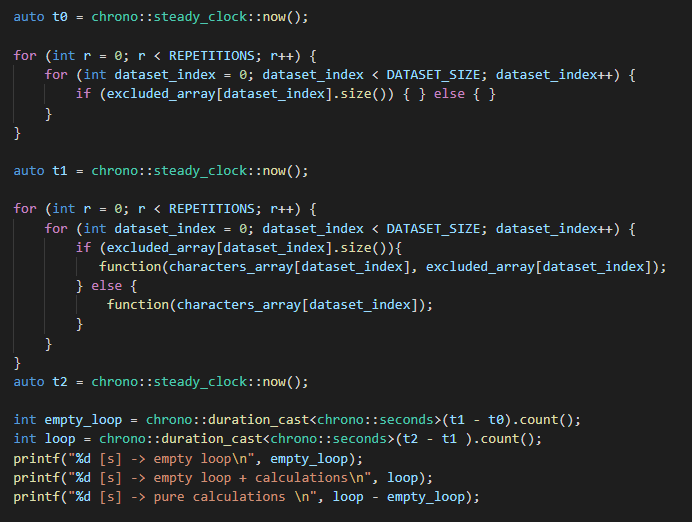 auto t0 = chrono::steady_clock::now();
for (int r = 0; r < REPETITIONS; r++) {
    for (int dataset_index = 0; dataset_index < DATASET_SIZE; dataset_index++) {
        if (excluded_array[dataset_index].size()) { } else { }
    }
}
auto t1 = chrono::steady_clock::now();
for (int r = 0; r < REPETITIONS; r++) {
    for (int dataset_index = 0; dataset_index < DATASET_SIZE; dataset_index++) {
        if (excluded_array[dataset_index].size()){
           function(characters_array[dataset_index], excluded_array[dataset_index]);
        } else {
            function(characters_array[dataset_index]);
        }
    }
}
auto t2 = chrono::steady_clock::now();
int empty_loop = chrono::duration_cast<chrono::seconds>(t1 - t0).count();
int loop = chrono::duration_cast<chrono::seconds>(t2 - t1 ).count();
printf("%d [s] -> empty loop\n", empty_loop);
printf("%d [s] -> empty loop + calculations\n", loop);
printf("%d [s] -> pure calculations \n", loop - empty_loop);